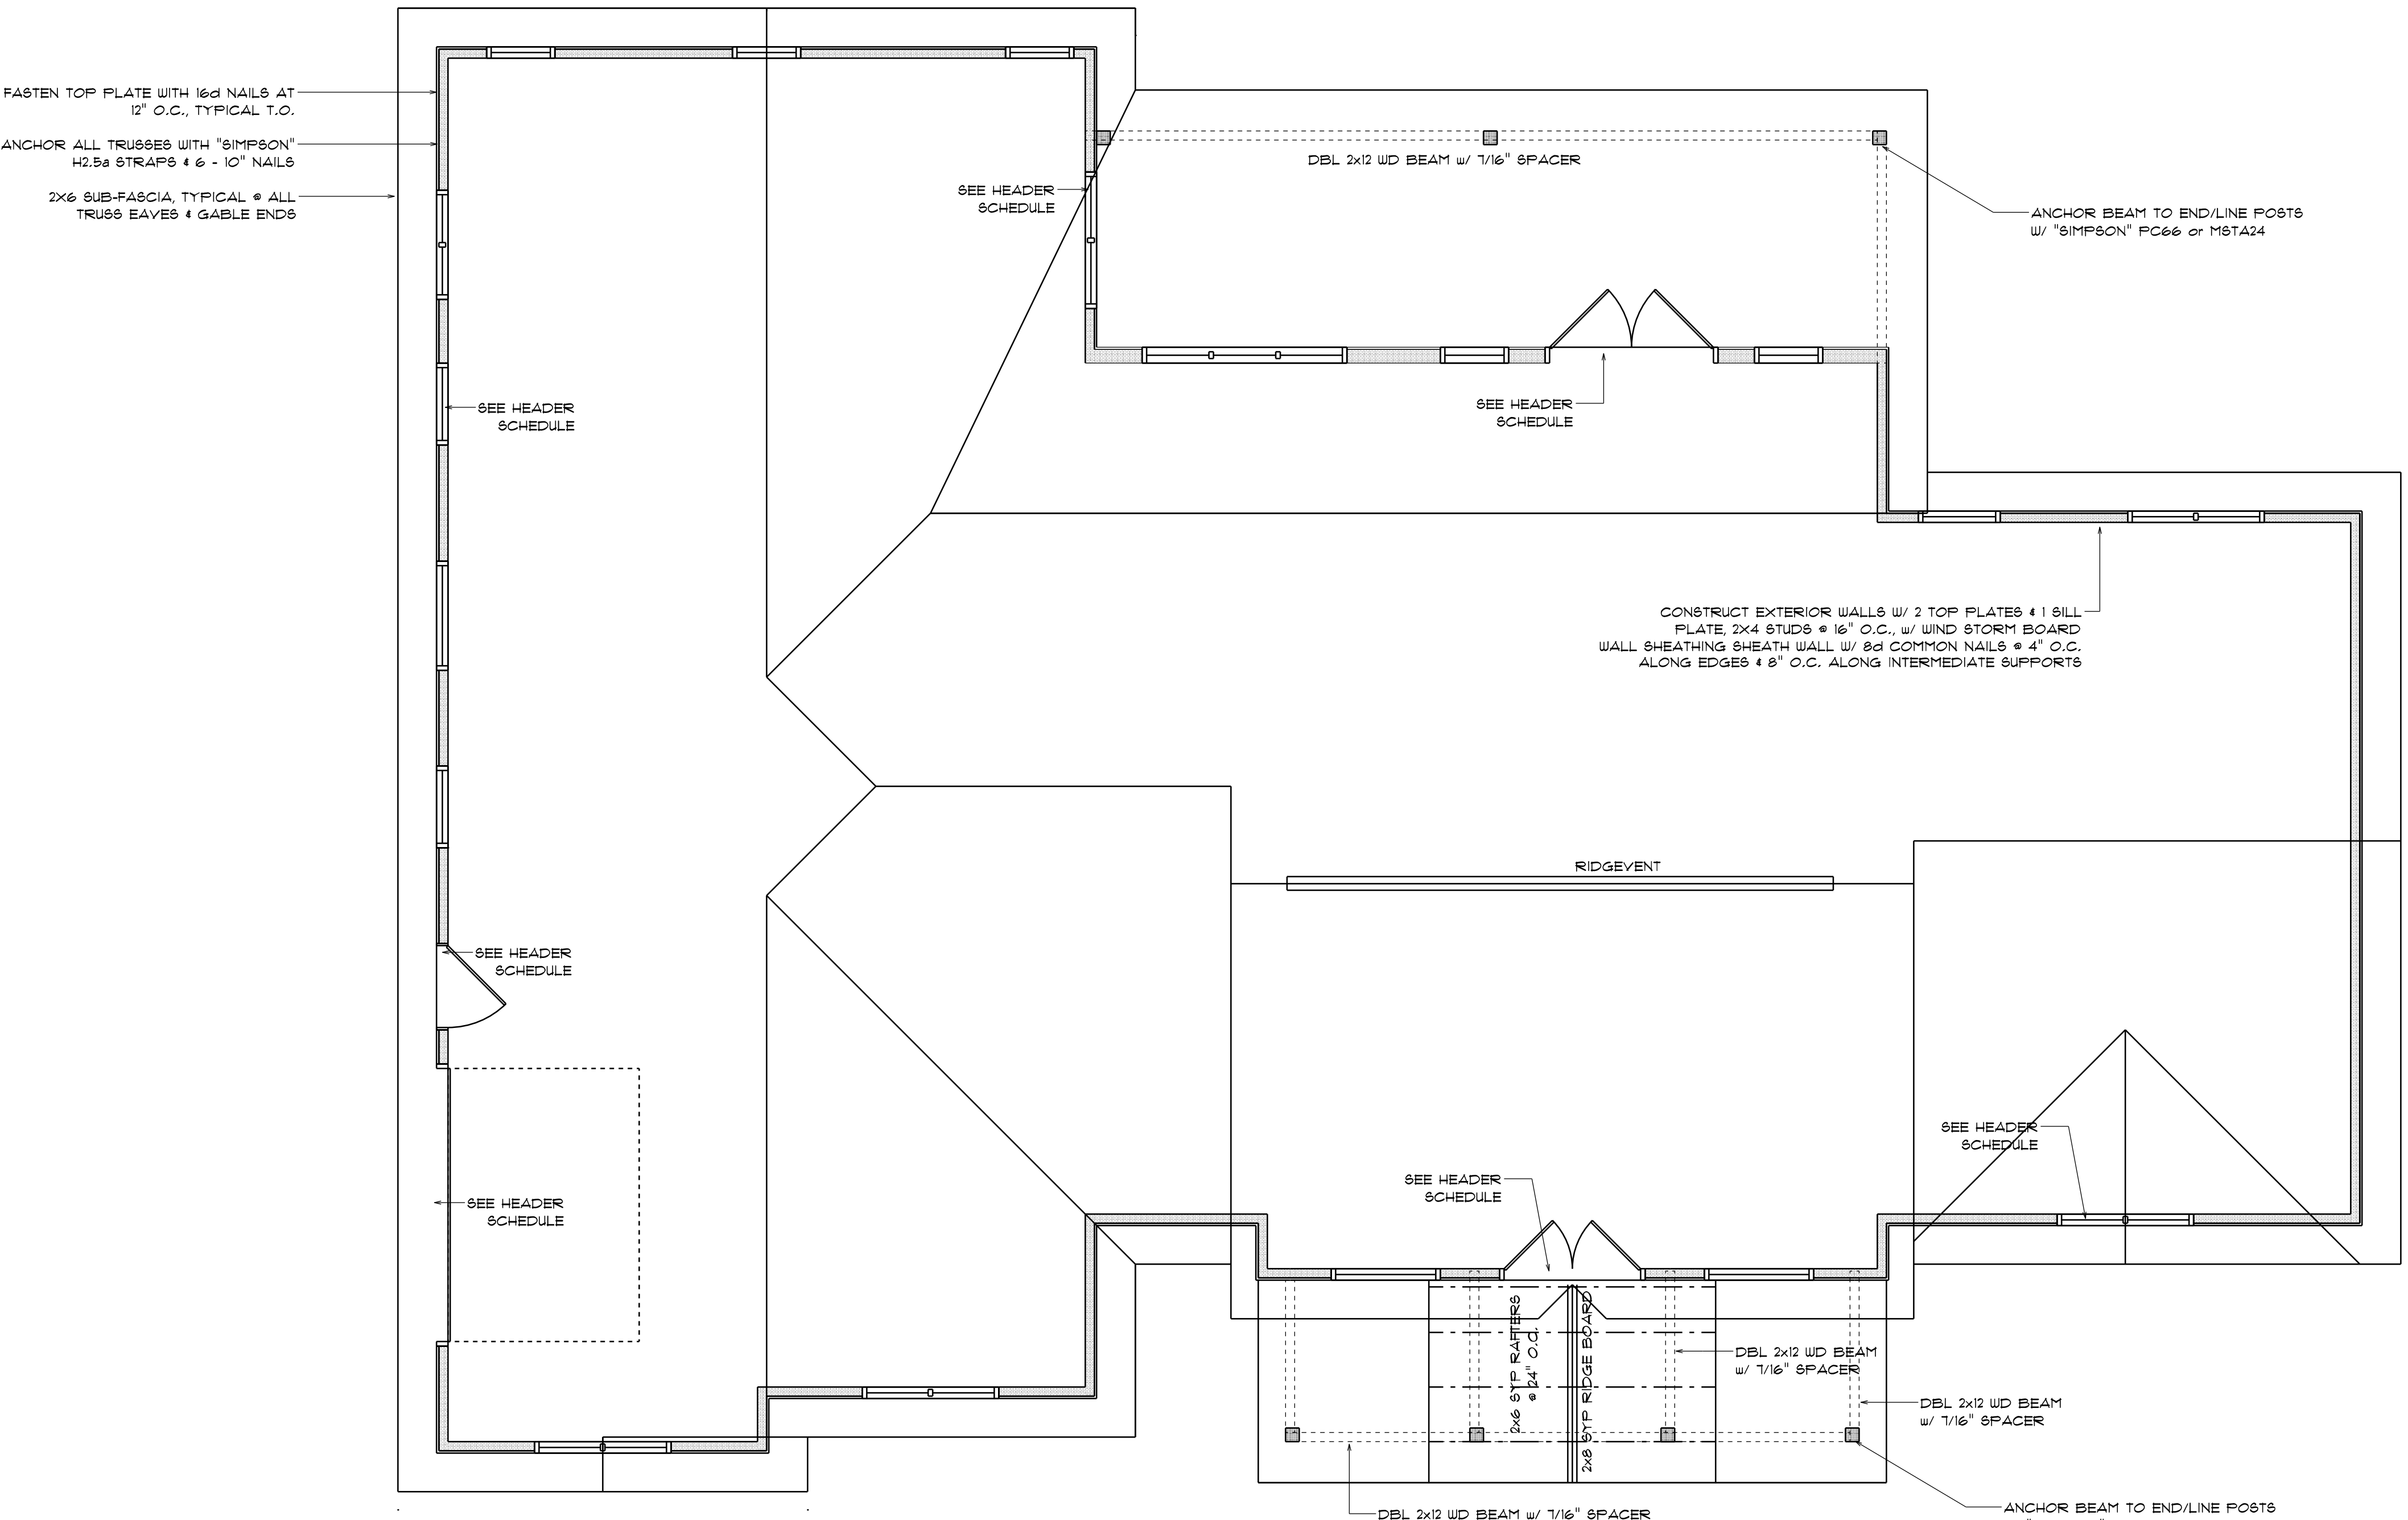 FASTEN TOP PLATE WITH 16d NAILS AT
12" O.C., TYPICAL T.O.
ANCHOR ALL TRUSSES WITH "SIMPSON"
H2.5a STRAPS & 6 - 10" NAILS
2X6 SUB-FASCIA, TYPICAL @ ALL
TRUSS EAVES & GABLE ENDS
SEE HEADER
SCHEDULE
DBL 2x12 WD BEAM w/ 7/16" SPACER
ANCHOR BEAM TO END/LINE POSTS
W/ "SIMPSON" PC66 or MSTA24
SEE HEADER
SCHEDULE
SEE HEADER
SCHEDULE
CONSTRUCT EXTERIOR WALLS W/ 2 TOP PLATES & 1 SILL
PLATE, 2X4 STUDS @ 16" O.C., w/ WIND STORM BOARD
WALL SHEATHING SHEATH WALL W/ 8d COMMON NAILS @ 4" O.C.
ALONG EDGES & 8" O.C. ALONG INTERMEDIATE SUPPORTS
RIDGEVENT
SEE HEADER
SCHEDULE
SEE HEADER
SCHEDULE
SEE HEADER
SCHEDULE
SEE HEADER
SCHEDULE
2x6 SYP RAFTERS
@ 24" O.C.
2x8 SYP RIDGE BOARD
DBL 2x12 WD BEAM
w/ 7/16" SPACER
DBL 2x12 WD BEAM
w/ 7/16" SPACER
DBL 2x12 WD BEAM w/ 7/16" SPACER
ANCHOR BEAM TO END/LINE POSTS